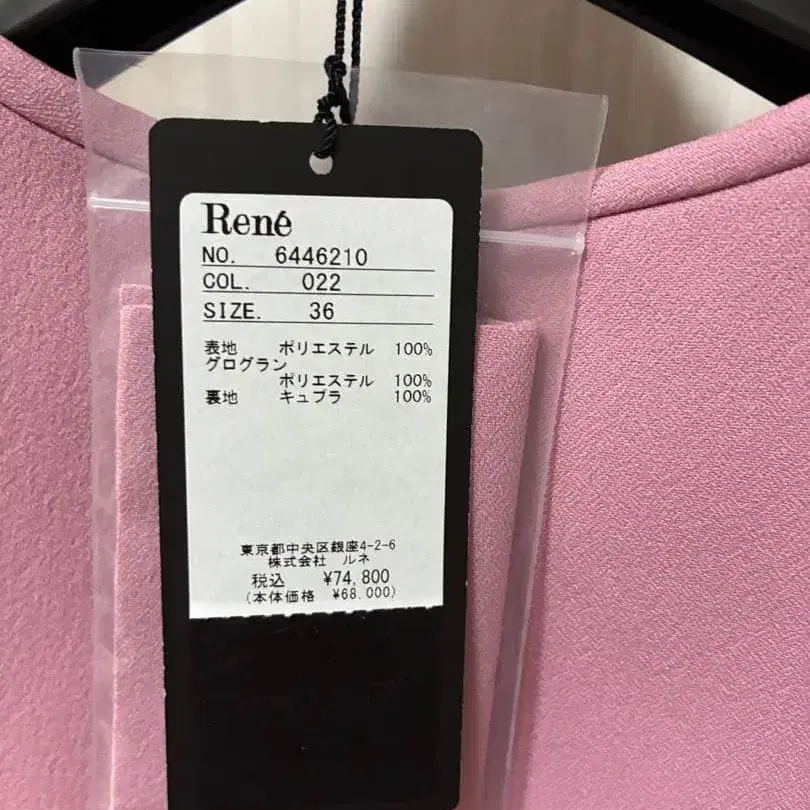 René
NO. 6446210
COL. 022
SIZE. 36
表地 ポリエステル 100%
グログラン
ポリエステル 100%
裏地 キュプラ 100%
東京都中央区銀座4-2-6
株式会社 ルネ
税込 ¥74,800
(本体価格 ¥68,000)